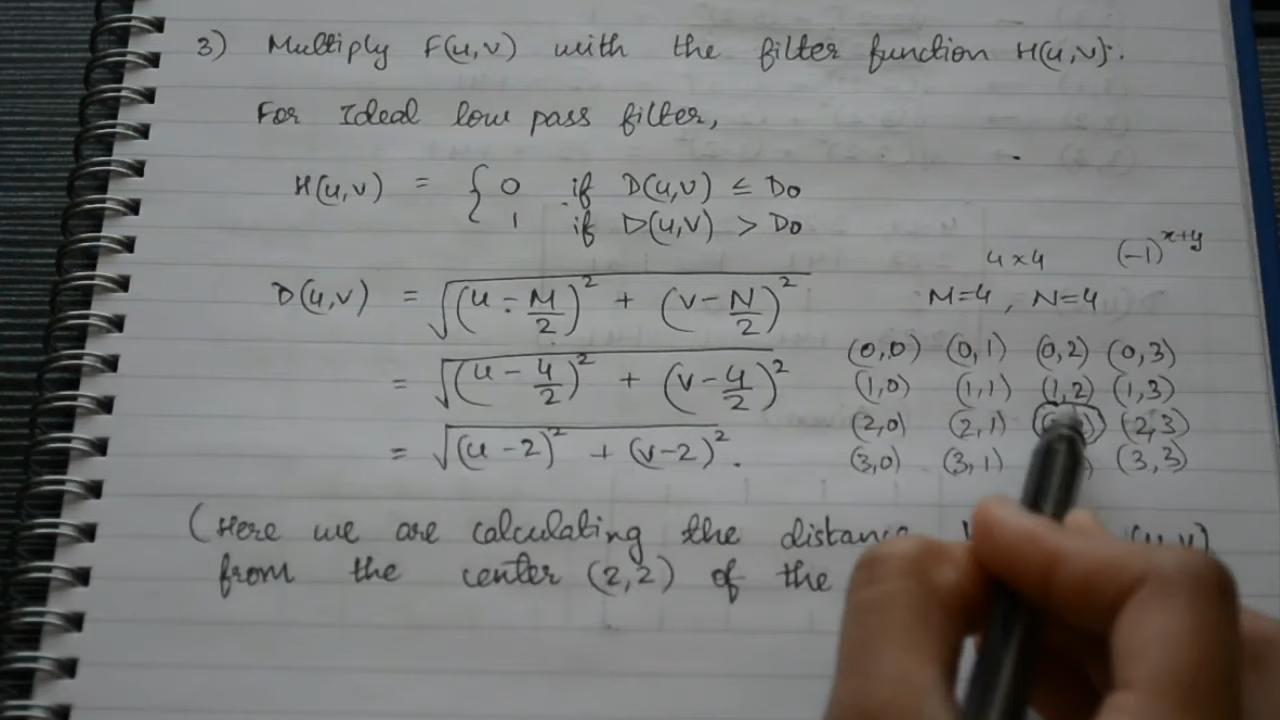 3) Multiply F(u,v) with the filter function H(u,v).
For Ideal low pass filter,
H(u,v) = { 0 if D(u,v) ≤ Do
1 if D(u,v) > Do
4×4 (-1)^{x+y}
D(u,v) = √((u - M/2)² + (v - N/2)²)
M=4, N=4
= √((u - 4/2)² + (v - 4/2)²)
= √((u - 2)² + (v-2)²).
(0,0) (0,1) (0,2) (0,3)
(1,0) (1,1) (1,2) (1,3)
(2,0) (2,1) (2,3)
(3,0) (3,1) (3,3)
(Here we are calculating the (u,v)
from the center (2,2) of the